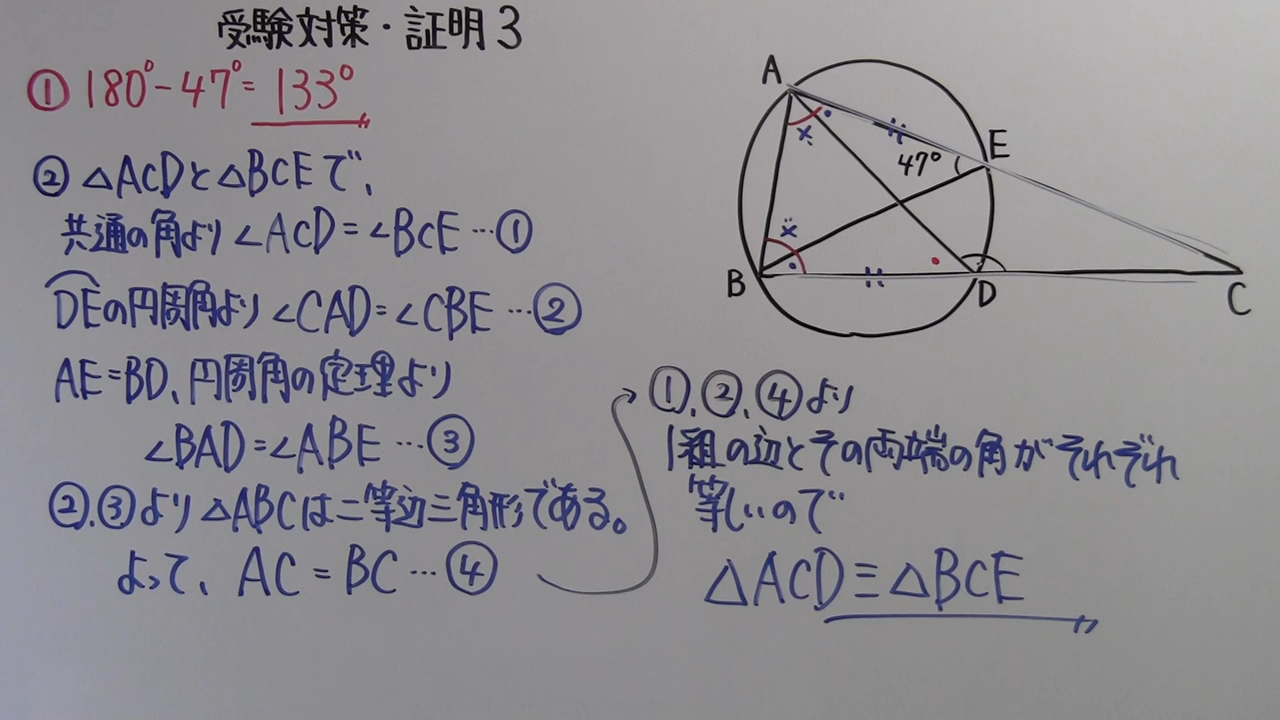 受験対策・証明3
① 180°-47°=133°
② △ACDと△BCEで、
共通の角より∠ACD=∠BCE…①
DEの円周角より∠CAD=∠CBE…②
AE=BD、円周角の定理より
∠BAD=∠ABE…③
②、③より△ABCは二等辺三角形である。
よって、AC=BC…④
①、②、④より
1組の辺とその両端の角がそれぞれ
等しいので
△ACD≡△BCE
A
E
47°
x
x
B
D
C